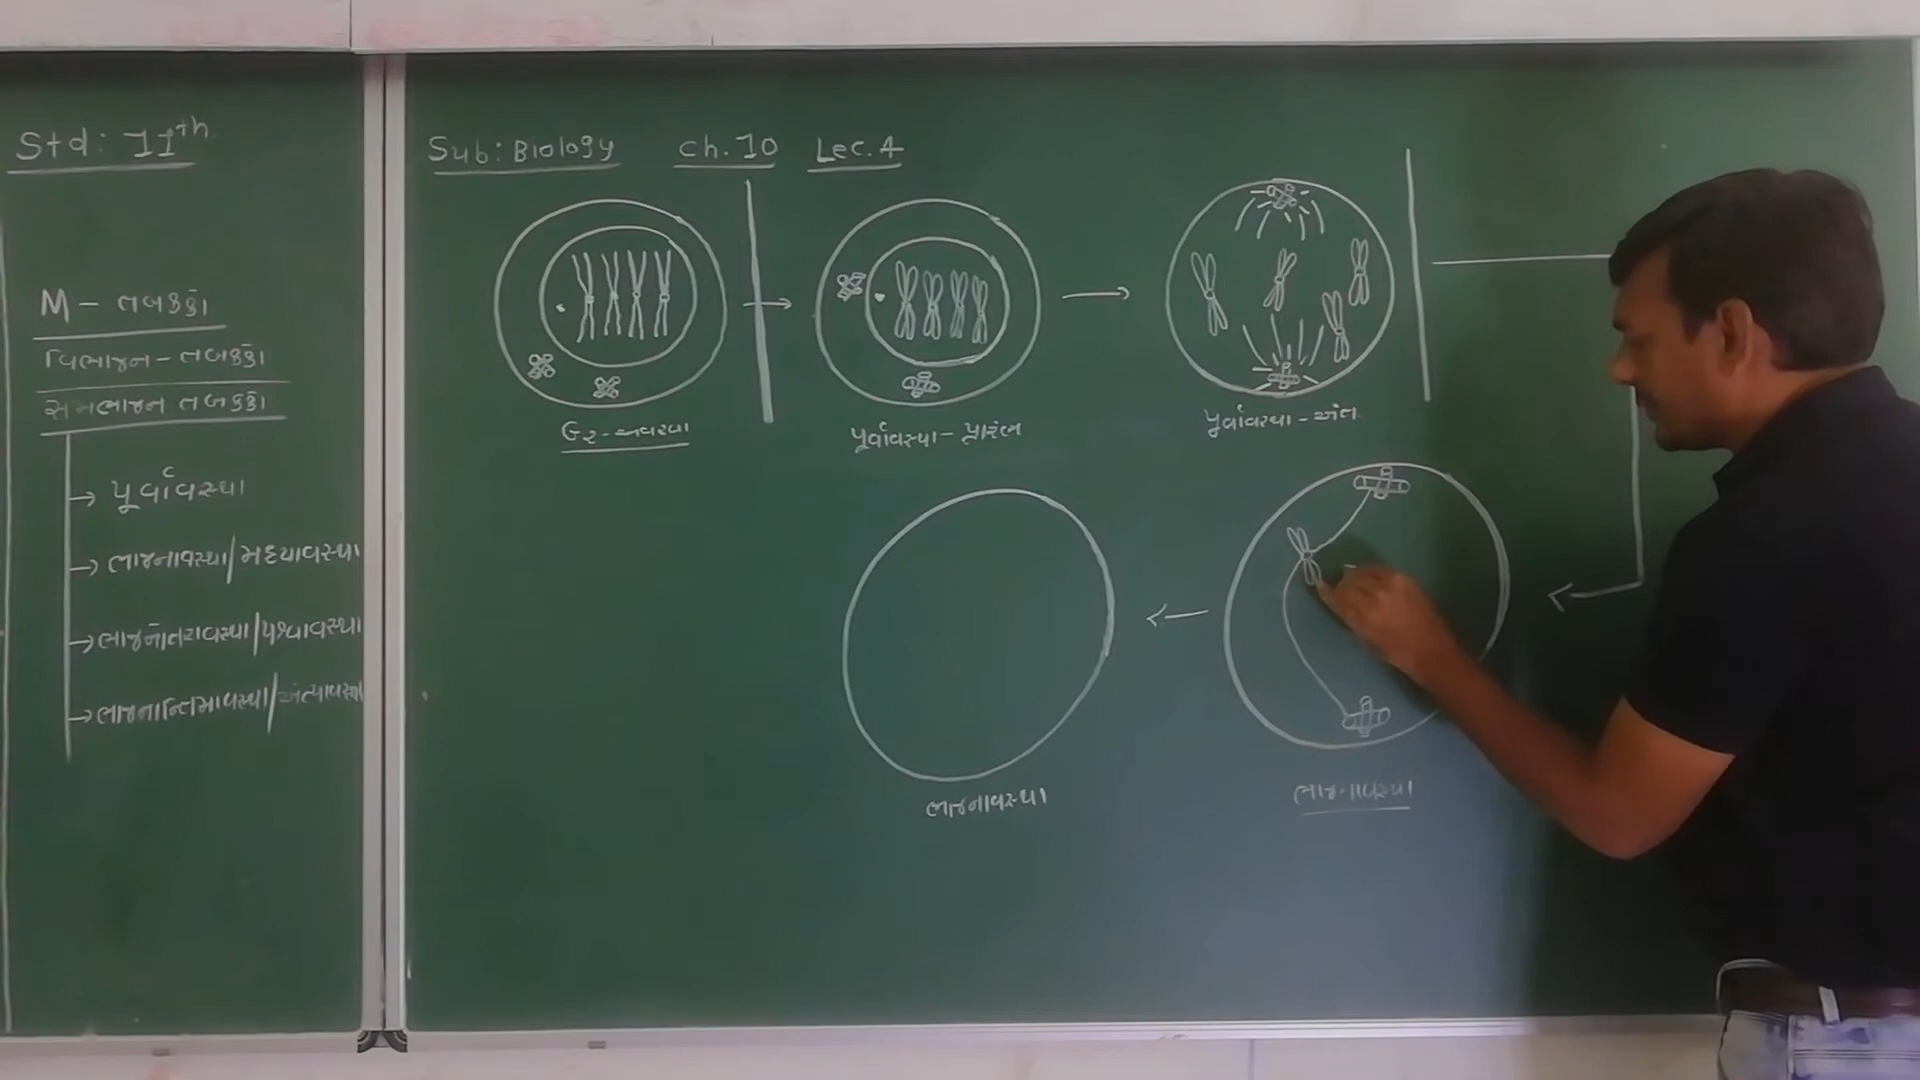 Std: 11th
M - તબક્કો
વિભાજન - તબક્કો
સમભાજન તબક્કો
પૂર્વાવસ્થા
ભાજનાવસ્થા/મધ્યાવસ્થા
ભાજનોતરાવસ્થા/પશ્ચાવસ્થા
ભાજનાન્તિમાવસ્થા/અંત્યાવસ્થા
Sub: Biology Ch. 10 Lec. 4
G2 - અવસ્થા
પૂર્વાવસ્થા - પ્રારંભ
પૂર્વાવસ્થા - અંત
ભાજનાવસ્થા
ભાજનાવસ્થા